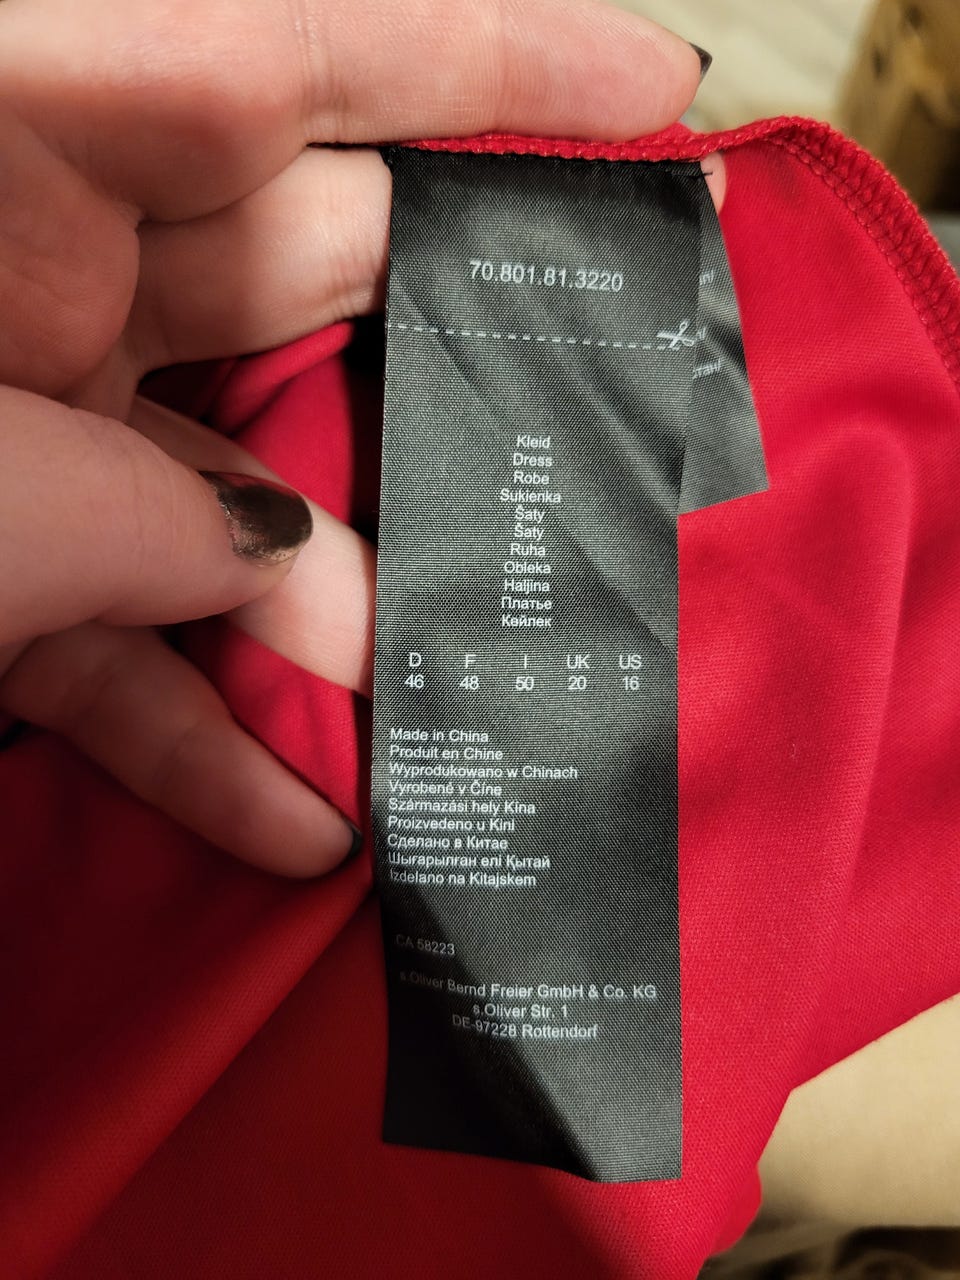 70.801.81.3220
Kleid
Dress
Robe
Sukienka
Šaty
Šaty
Ruha
Obleka
Haljina
Платье
Көйлек
D F I UK US
46 48 50 20 16
Made in China
Produit en Chine
Wyprodukowano w Chinach
Vyrobené v Číne
Származási hely Kína
Proizvedeno u Kini
Сделано в Китае
Шығарылған елі Қытай
Izdelano na Kitajskem
CA 58223
s.Oliver Bernd Freier GmbH & Co. KG
s.Oliver Str. 1
DE-97228 Rottendorf